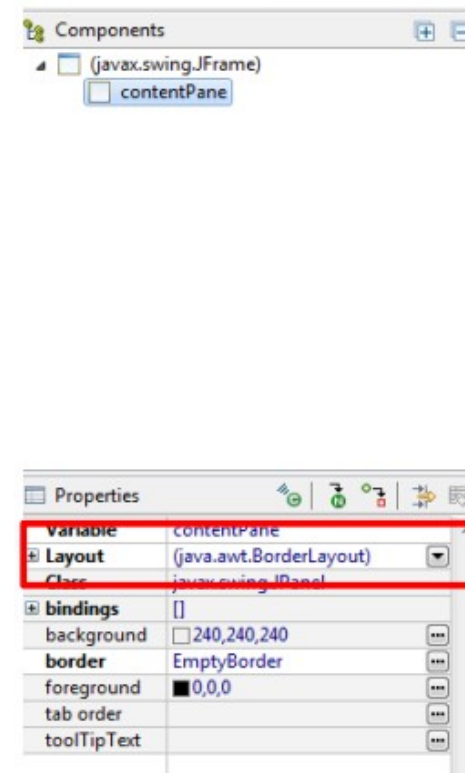 Components
(javax.swing.JFrame)
contentPane
Properties
Variable contentPane
Layout (java.awt.BorderLayout)
Class javax.swing.JPanel
bindings []
background 240,240,240
border EmptyBorder
foreground 0,0,0
tab order
toolTipText